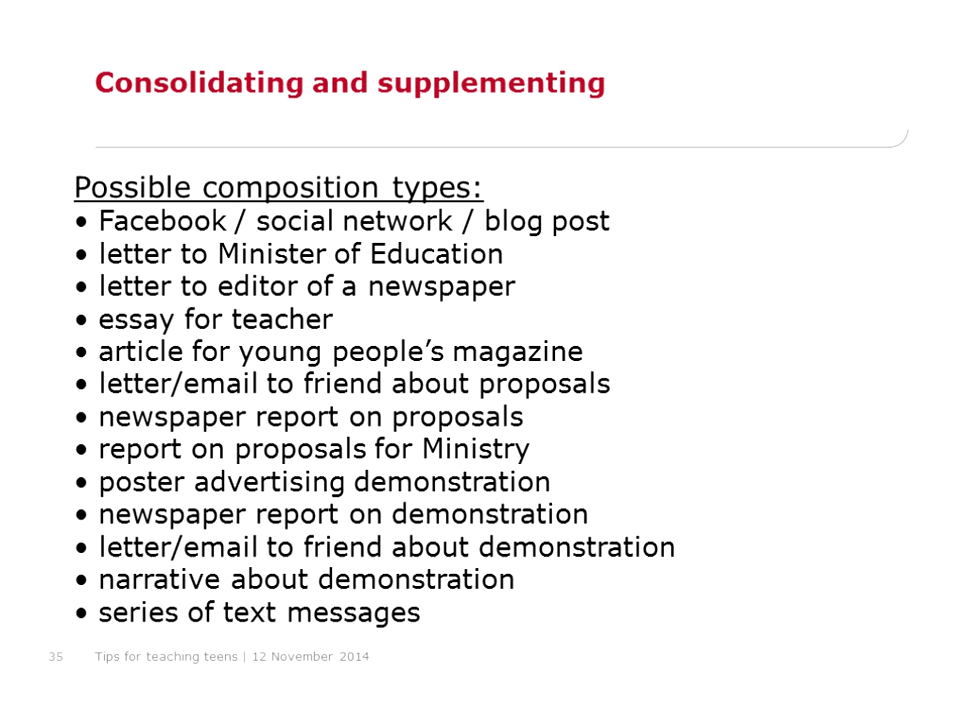 Consolidating and supplementing
Possible composition types:
• Facebook / social network / blog post
• letter to Minister of Education
• letter to editor of a newspaper
• essay for teacher
• article for young people’s magazine
• letter/email to friend about proposals
• newspaper report on proposals
• report on proposals for Ministry
• poster advertising demonstration
• newspaper report on demonstration
• letter/email to friend about demonstration
• narrative about demonstration
• series of text messages
35 Tips for teaching teens | 12 November 2014